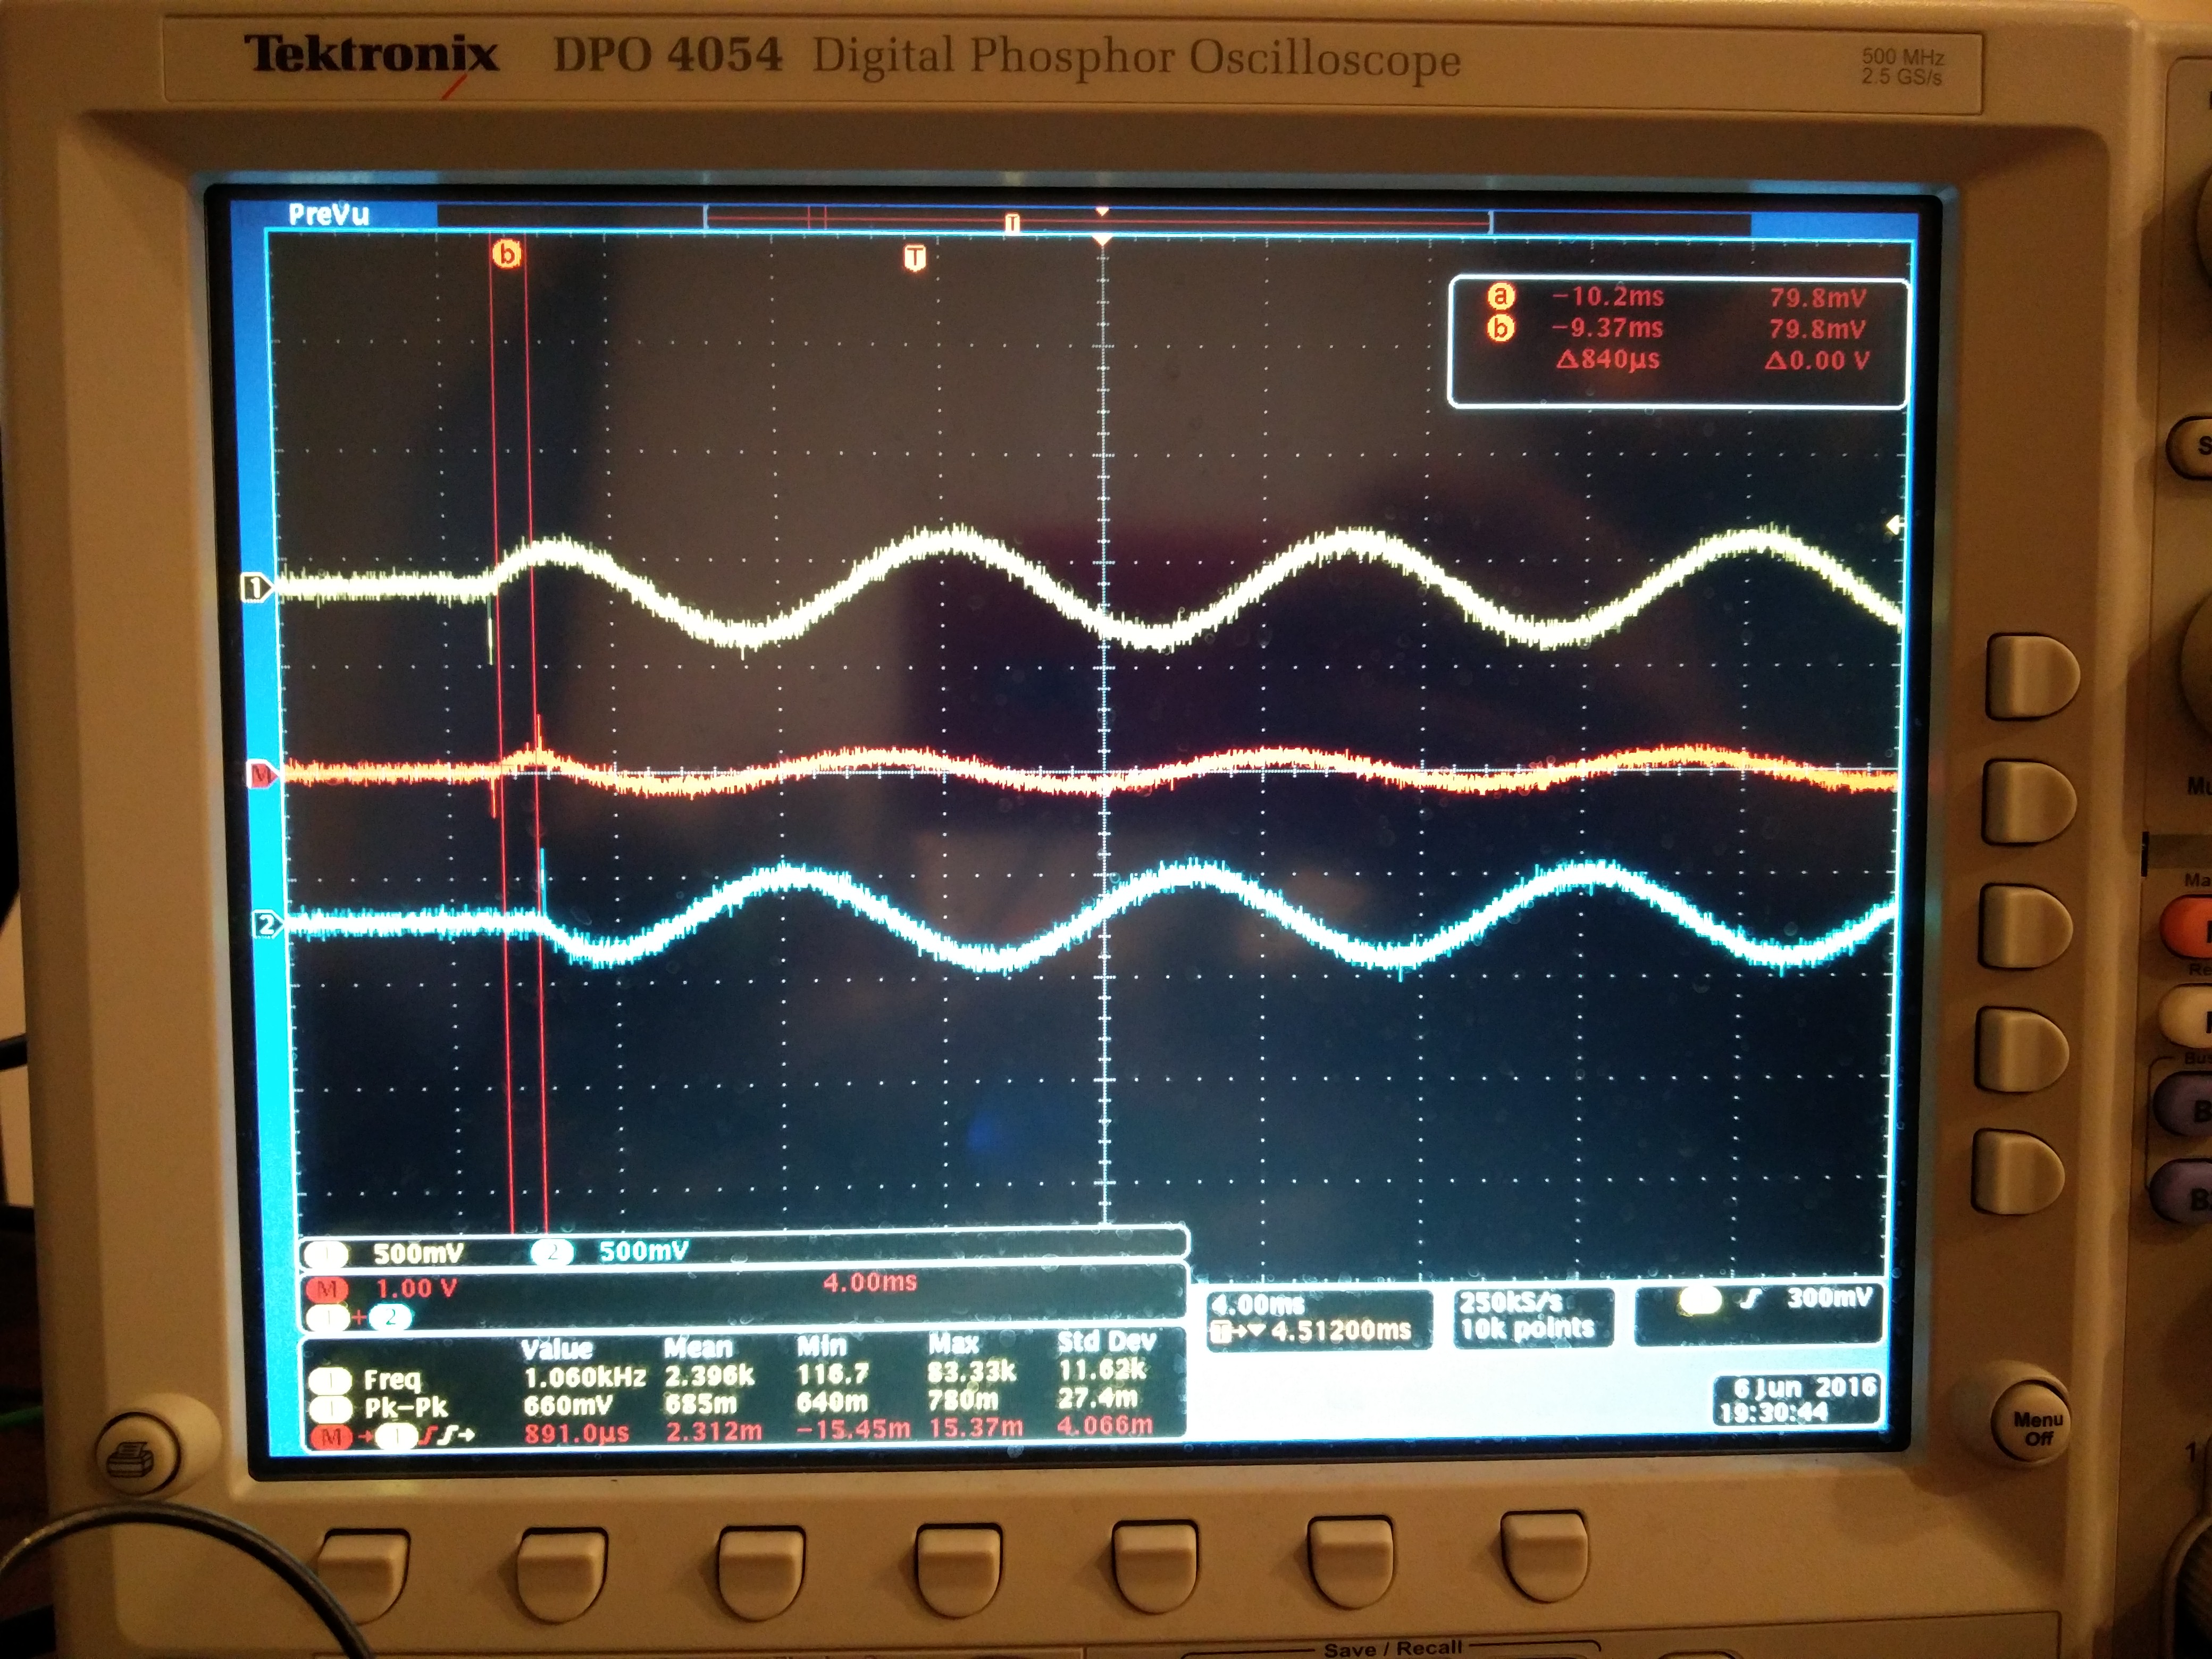 Tektronix DPO 4054 Digital Phosphor Oscilloscope
500 MHz
2.5 GS/s
PreVu
T
b
T
a -10.2ms 79.8mV
b -9.37ms 79.8mV
Δ840μs Δ0.00 V
1
M
2
1 500mV 2 500mV
M 1.00 V 4.00ms
1 + 2
Value Mean Min Max Std Dev
1 Freq 1.060kHz 2.396k 116.7 83.33k 11.62k
1 Pk-Pk 660mV 685m 640m 780m 27.4m
M→1 891.0μs 2.312m -15.45m 15.37m 4.066m
4.00ms
T→▼4.51200ms
250kS/s
10k points
300mV
6 Jun 2016
19:30:44
Menu
Off
Save / Recall